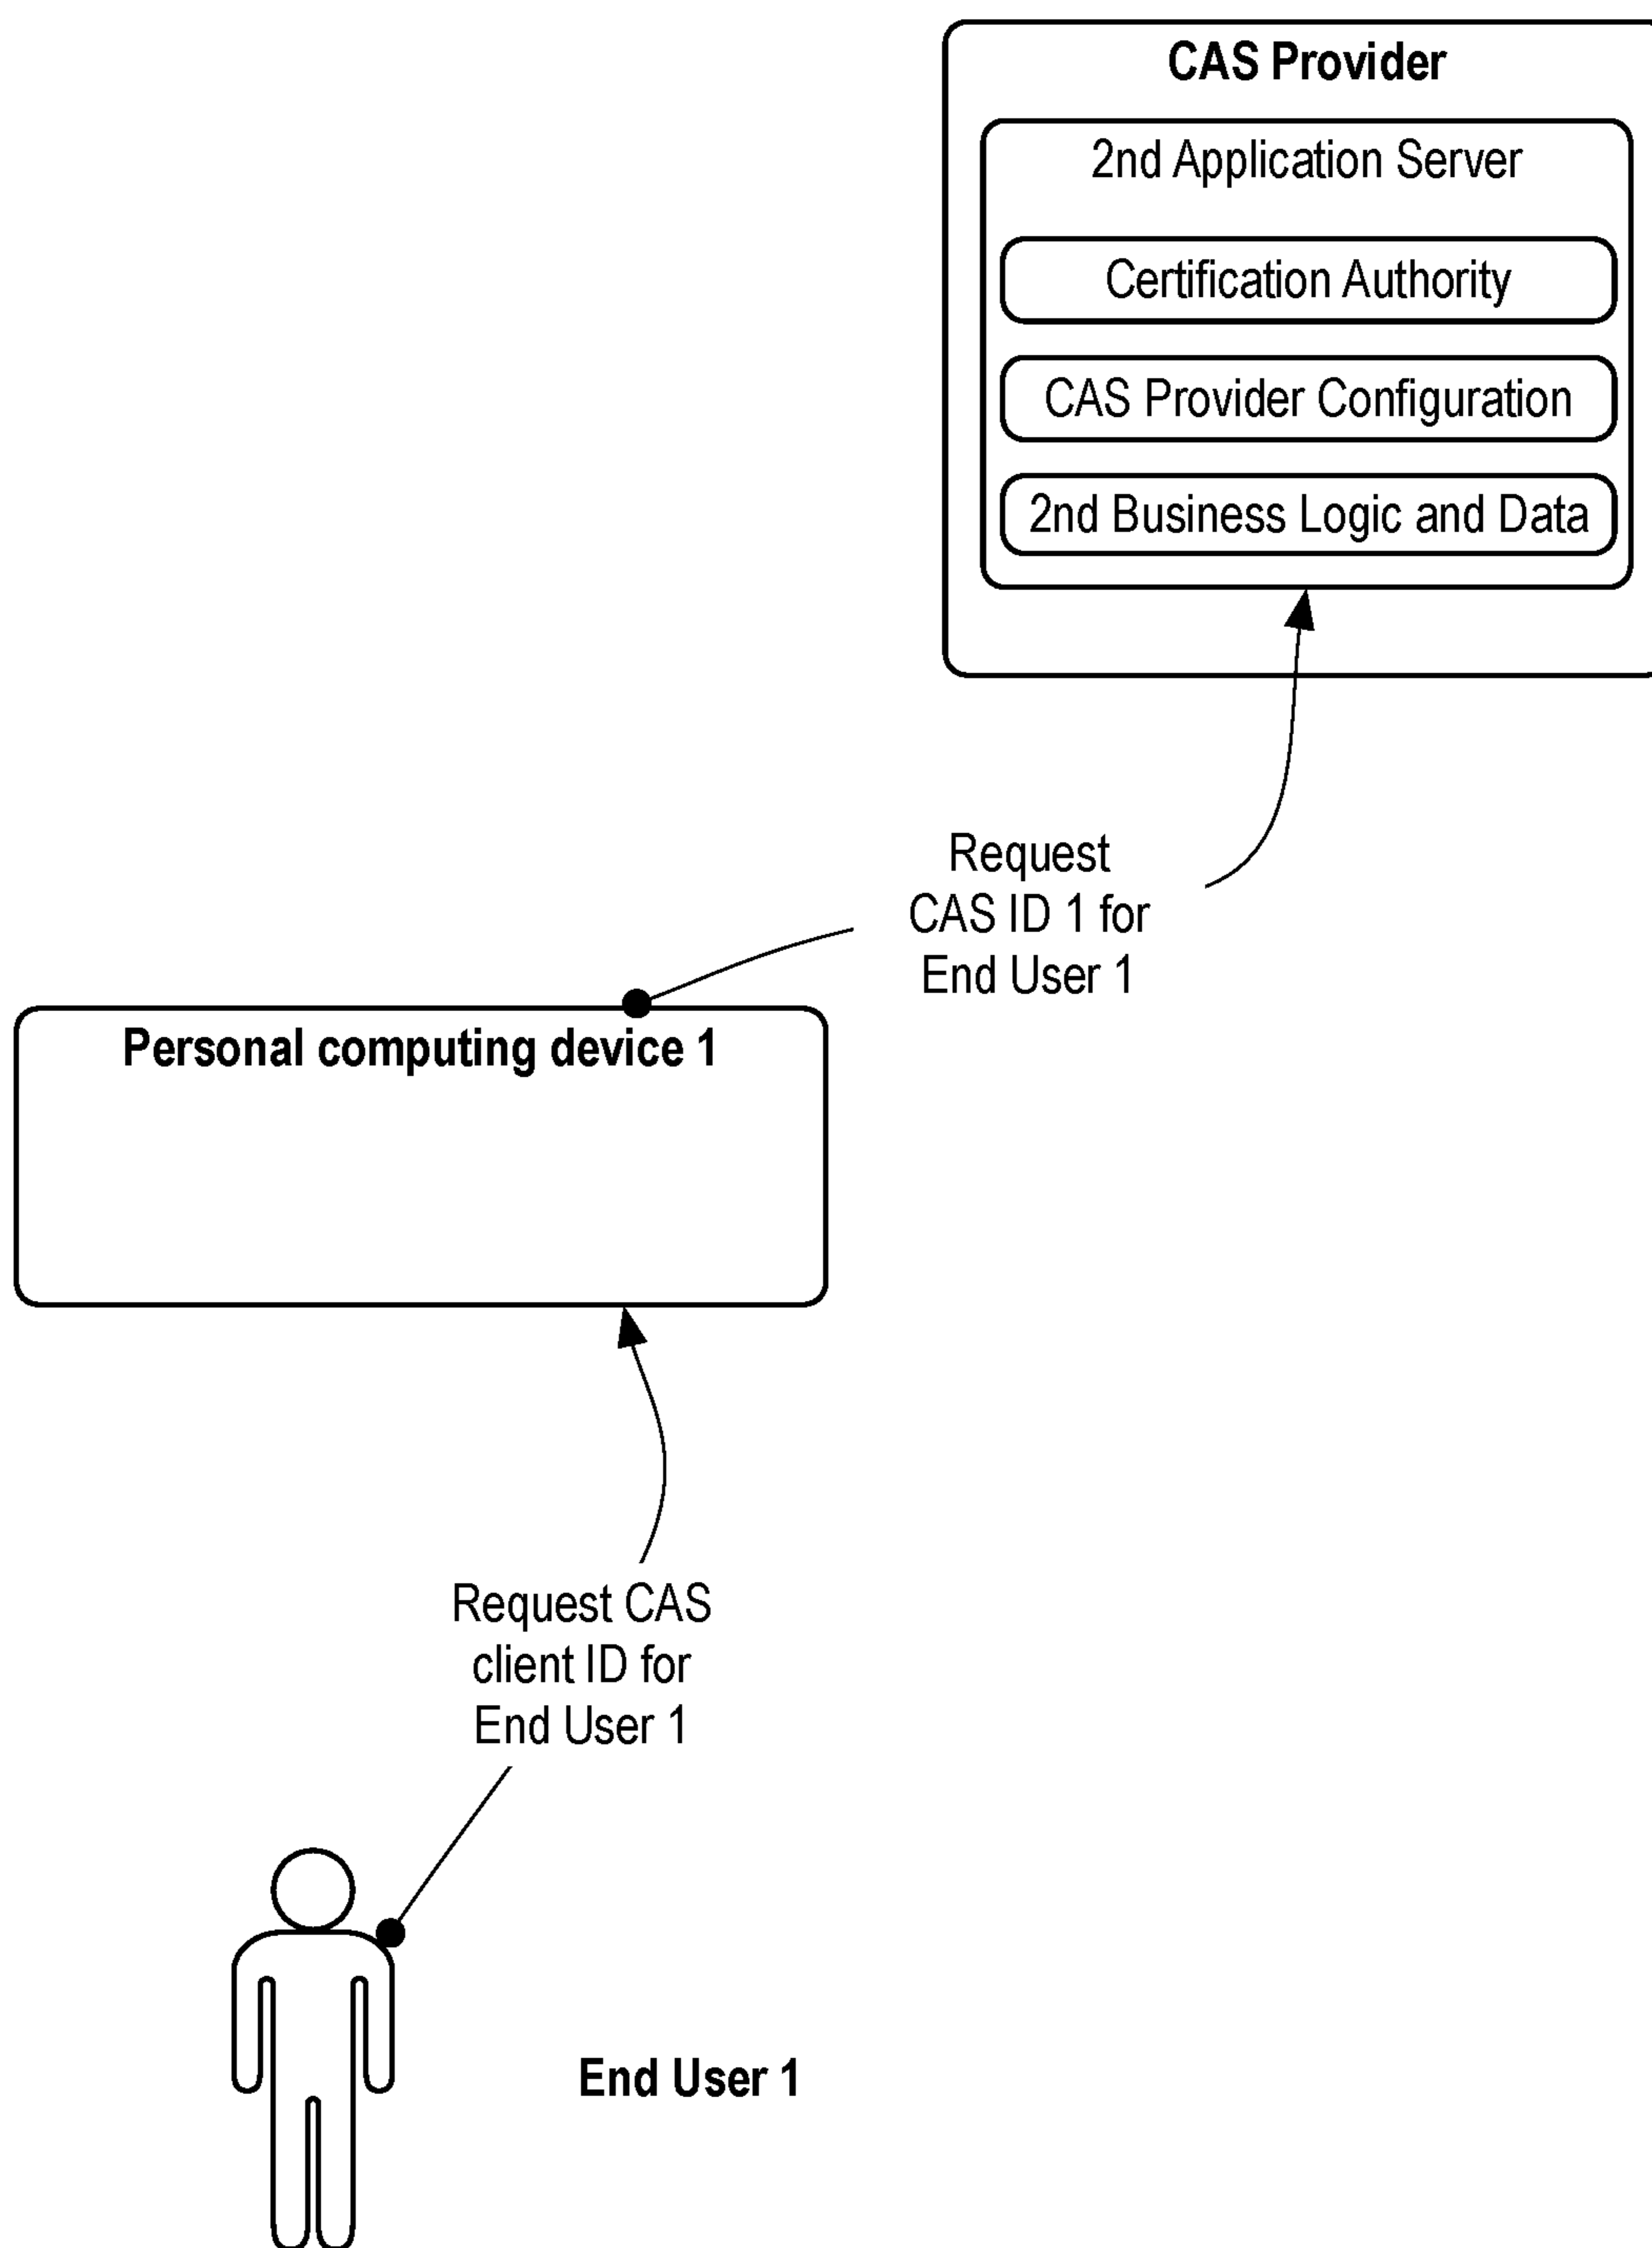 CAS Provider
2nd Application Server
Certification Authority
CAS Provider Configuration
2nd Business Logic and Data
Request
CAS ID 1 for
End User 1
Personal computing device 1
Request CAS
client ID for
End User 1
End User 1